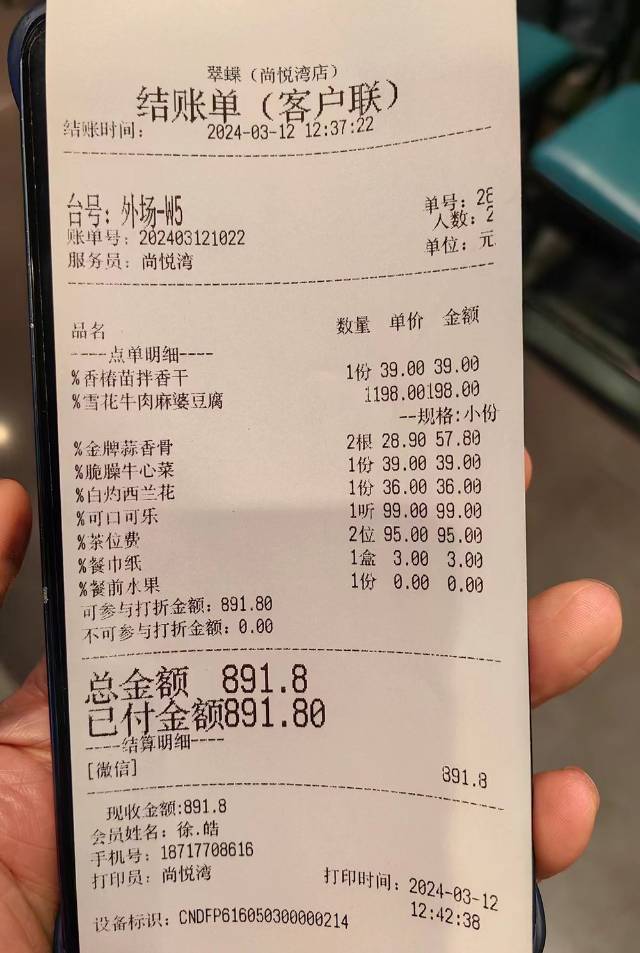 翠蝶（尚悦湾店）
结账单（客户联）
结账时间： 2024-03-12 12:37:22
台号：外场-W5 单号：28
账单号：202403121022 人数：2
服务员：尚悦湾 单位：元
品名 数量 单价 金额
----点单明细----
%香椿苗拌香干 1份 39.00 39.00
%雪花牛肉麻婆豆腐 1198.00198.00
--规格:小份
%金牌蒜香骨 2根 28.90 57.80
%脆臊牛心菜 1份 39.00 39.00
%白灼西兰花 1份 36.00 36.00
%可口可乐 1听 99.00 99.00
%茶位费 2位 95.00 95.00
%餐巾纸 1盒 3.00 3.00
%餐前水果 1份 0.00 0.00
可参与打折金额：891.80
不可参与打折金额：0.00
总金额 891.8
已付金额891.80
----结算明细----
[微信] 891.8
现收金额:891.8
会员姓名：徐.皓
手机号：18717708616
打印员：尚悦湾 打印时间：2024-03-12
12:42:38
设备标识：CNDFP616050300000214